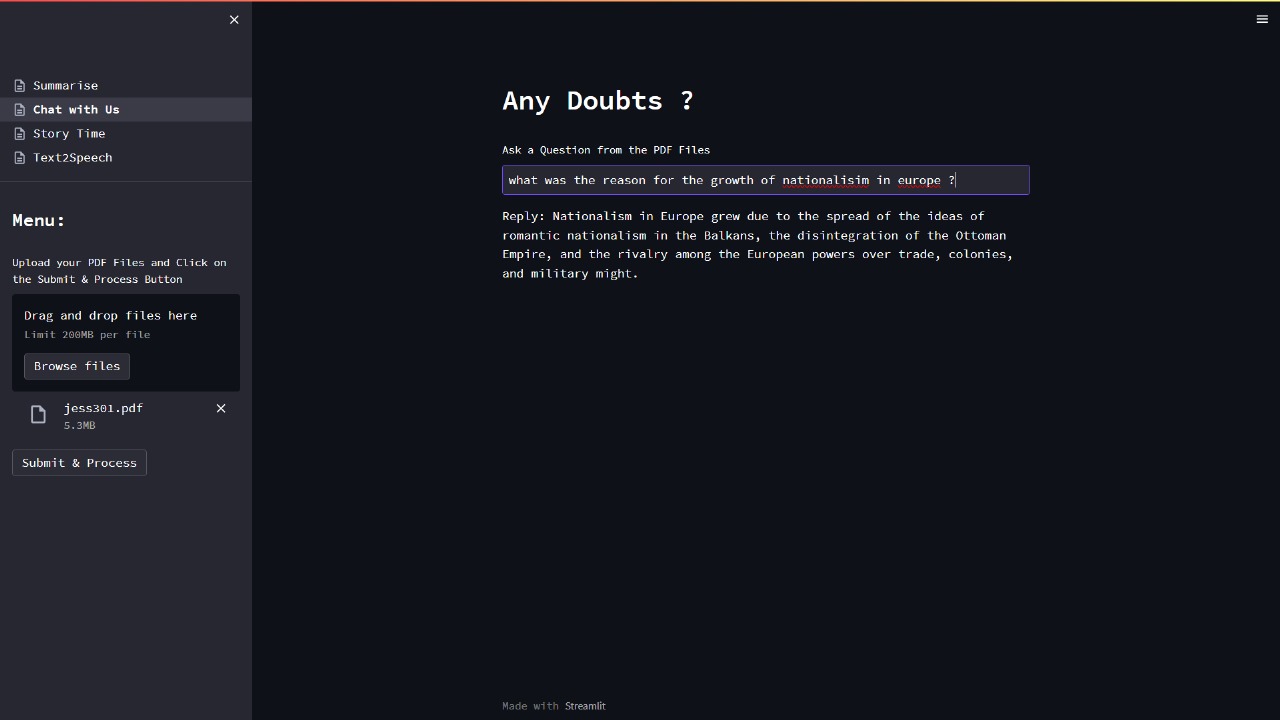 Summarise
Chat with Us
Story Time
Text2Speech
Menu:
Upload your PDF Files and Click on
the Submit & Process Button
Drag and drop files here
Limit 200MB per file
Browse files
jess301.pdf
5.3MB
Submit & Process
Any Doubts ?
Ask a Question from the PDF Files
what was the reason for the growth of nationalisim in europe ?
Reply: Nationalism in Europe grew due to the spread of the ideas of
romantic nationalism in the Balkans, the disintegration of the Ottoman
Empire, and the rivalry among the European powers over trade, colonies,
and military might.
Made with Streamlit